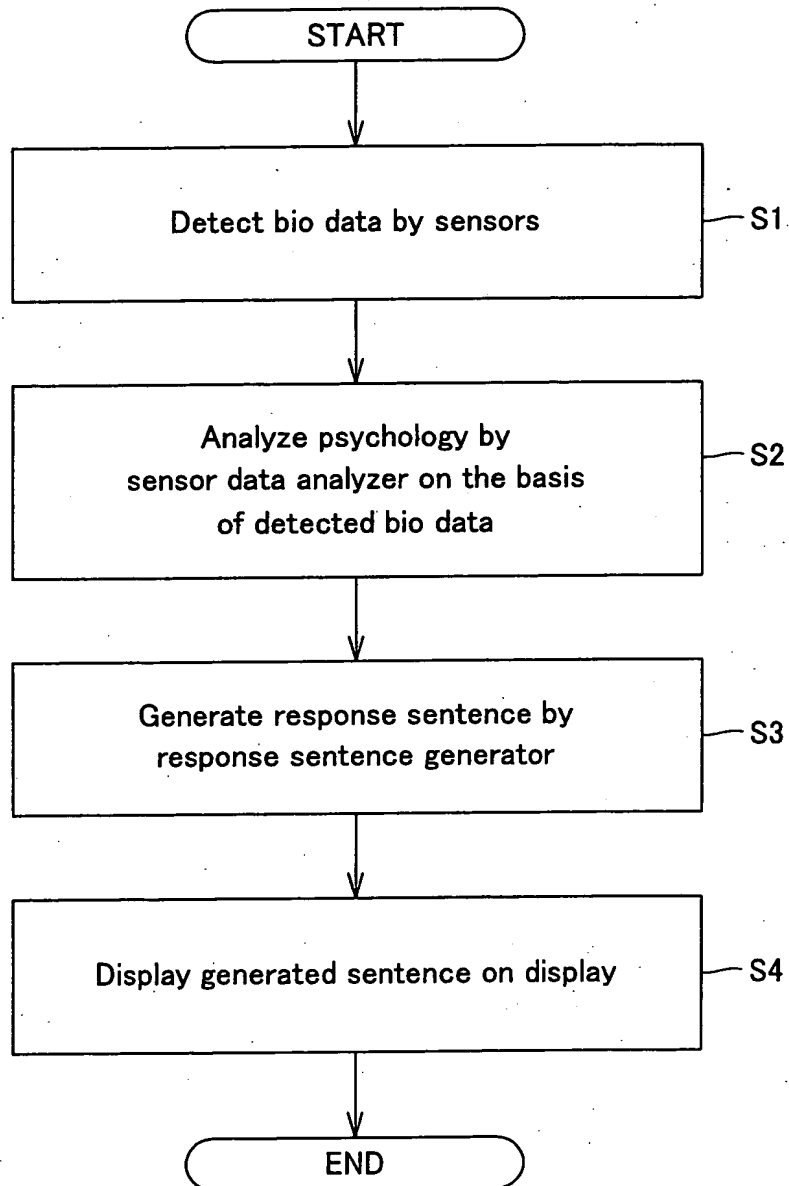 START
Detect bio data by sensors
S1
Analyze psychology by
sensor data analyzer on the basis
of detected bio data
S2
Generate response sentence by
response sentence generator
S3
Display generated sentence on display
S4
END